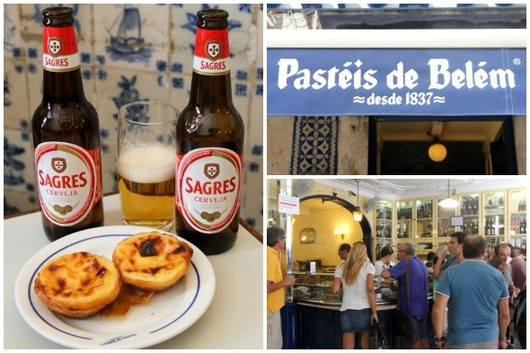 SAGRES
SAGRES
SAGRES
CERVEJA
SAGRES
CERVEJA
Pastéis de Belém®
≈desde 1837≈